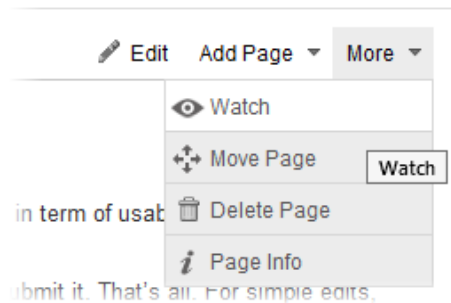 Edit Add Page More
Watch
Move Page
Watch
in term of usab
Delete Page
Page Info
ubmit it. That's all. For simple edits,